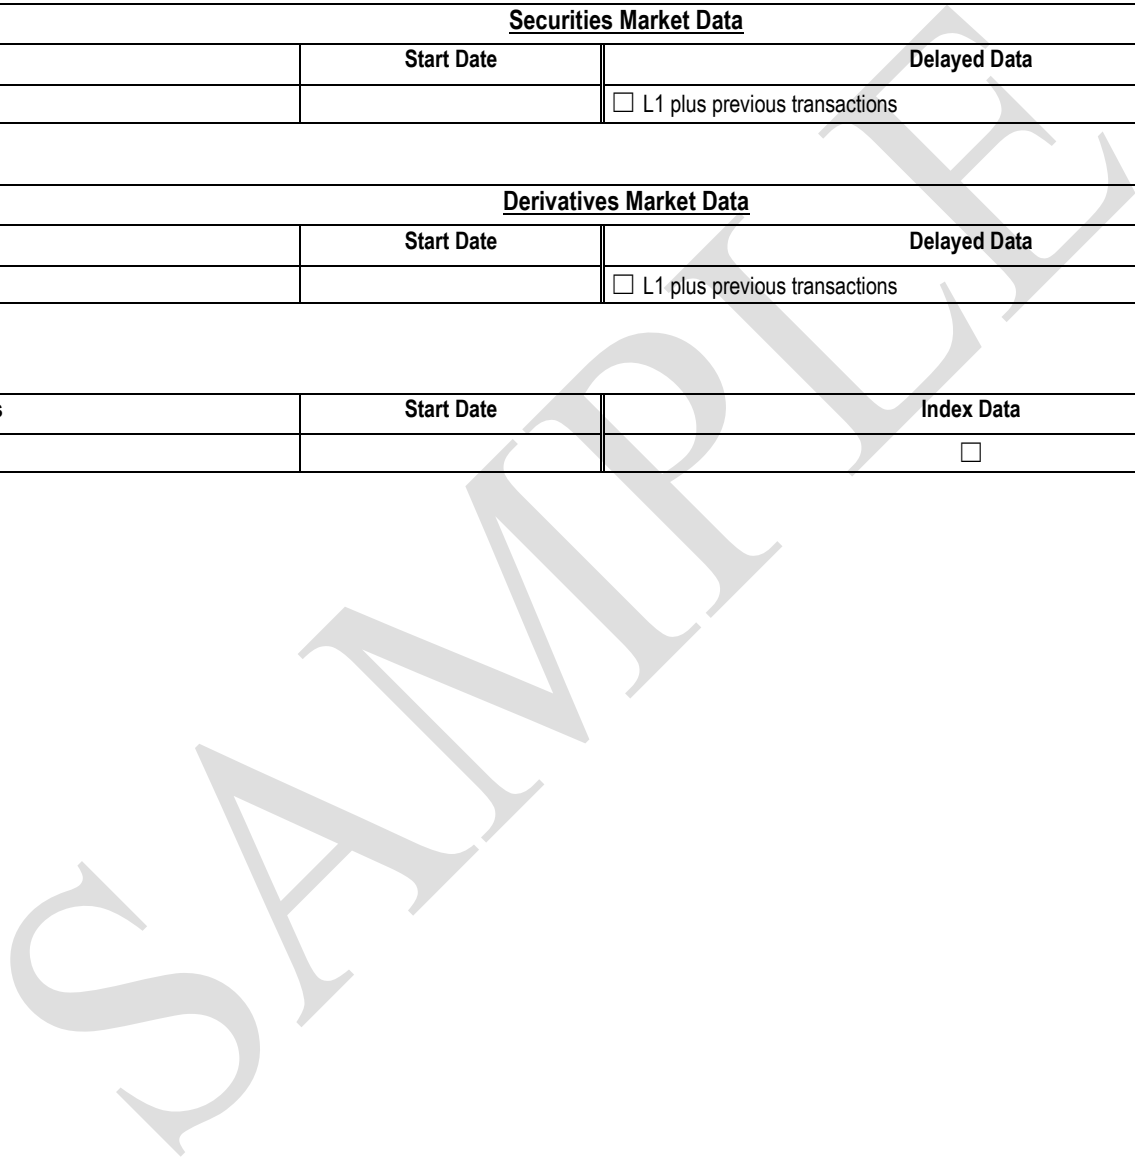 Securities Market Data
Start Date Delayed Data
☐ L1 plus previous transactions
Derivatives Market Data
Start Date Delayed Data
☐ L1 plus previous transactions
s Start Date Index Data
☐
SAMPLE